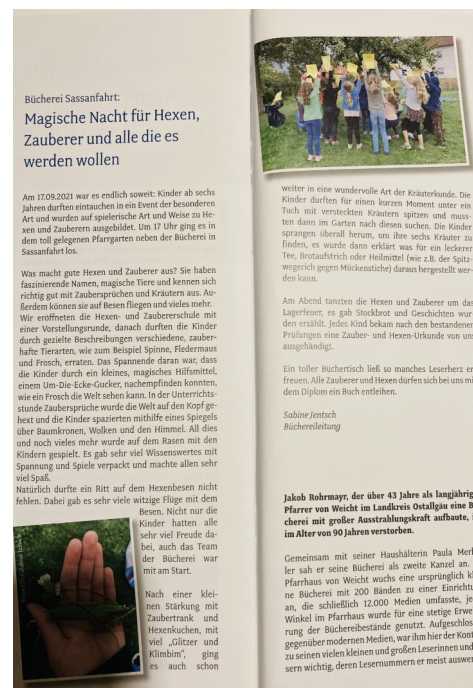 Bücherei Sassanfahrt:
Magische Nacht für Hexen,
Zauberer und alle die es
werden wollen
Am 17.09.2021 war es endlich soweit: Kinder ab sechs
Jahren durften eintauchen in ein Event der besonderen
Art und wurden auf spielerische Art und Weise zu He-
xen und Zauberern ausgebildet. Um 17 Uhr ging es in
dem toll gelegenen Pfarrgarten neben der Bücherei in
Sassanfahrt los.
Was macht gute Hexen und Zauberer aus? Sie haben
faszinierende Namen, magische Tiere und kennen sich
richtig gut mit Zaubersprüchen und Kräutern aus. Au-
ßerdem können sie auf Besen fliegen und vieles mehr.
Wir eröffneten die Hexen- und Zaubererschule mit
einer Vorstellungsrunde, danach durften die Kinder
durch gezielte Beschreibungen verschiedene, zauber-
hafte Tierarten, wie zum Beispiel Spinne, Fledermaus
und Frosch, erraten. Das Spannende daran war, dass
die Kinder durch ein kleines, magisches Hilfsmittel,
einem Um-Die-Ecke-Gucker, nachempfinden konnten,
wie ein Frosch die Welt sehen kann. In der Unterrichts-
stunde Zaubersprüche wurde die Welt auf den Kopf ge-
hext und die Kinder spazierten mithilfe eines Spiegels
über Baumkronen, Wolken und den Himmel. All dies
und noch vieles mehr wurde auf dem Rasen mit den
Kindern gespielt. Es gab sehr viel Wissenswertes mit
Spannung und Spiele verpackt und machte allen sehr
viel Spaß.
Natürlich durfte ein Ritt auf dem Hexenbesen nicht
fehlen. Dabei gab es sehr viele witzige Flüge mit dem
Besen. Nicht nur die
Kinder hatten alle
sehr viel Freude da-
bei, auch das Team
der Bücherei war
mit am Start.
Nach einer klei-
nen Stärkung mit
Zaubertrank und
Hexenkuchen, mit
viel „Glitzer und
Klimbim“, ging
es auch schon
weiter in eine wundervolle Art der Kräuterkunde. Die
Kinder durften für einen kurzen Moment unter ein
Tuch mit versteckten Kräutern spitzen und muss-
ten dann im Garten nach diesen suchen. Die Kinder
sprangen überall herum, um ihre sechs Kräuter zu
finden, es wurde dann erklärt was für ein leckerer
Tee, Brotaufstrich oder Heilmittel (wie z.B. der Spitz-
wegerich gegen Mückenstiche) daraus hergestellt wer-
den kann.
Am Abend tanzten die Hexen und Zauberer um das
Lagerfeuer, es gab Stockbrot und Geschichten wur-
den erzählt. Jedes Kind bekam nach den bestandenen
Prüfungen eine Zauber- und Hexen-Urkunde von uns
ausgehändigt.
Ein toller Büchertisch ließ so manches Leserherz er
freuen. Alle Zauberer und Hexen dürfen sich bei uns mi
dem Diplom ein Buch entleihen.
Sabine Jentsch
Büchereileitung
Jakob Rohrmayr, der über 43 Jahre als langjährig
Pfarrer von Weicht im Landkreis Ostallgäu eine B
cherei mit großer Ausstrahlungskraft aufbaute,
im Alter von 90 Jahren verstorben.
Gemeinsam mit seiner Haushälterin Paula Merl
ler sah er seine Bücherei als zweite Kanzel an.
Pfarrhaus von Weicht wuchs eine ursprünglich kl
ne Bücherei mit 200 Bänden zu einer Einrichtu
an, die schließlich 12.000 Medien umfasste, je
Winkel im Pfarrhaus wurde für eine stetige Erwe
rung der Büchereibestände genutzt. Aufgeschlos
gegenüber modernen Medien, war ihm hier der Kont
zu seinen vielen kleinen und großen Leserinnen und
sern wichtig, deren Lesernummern er meist auswe